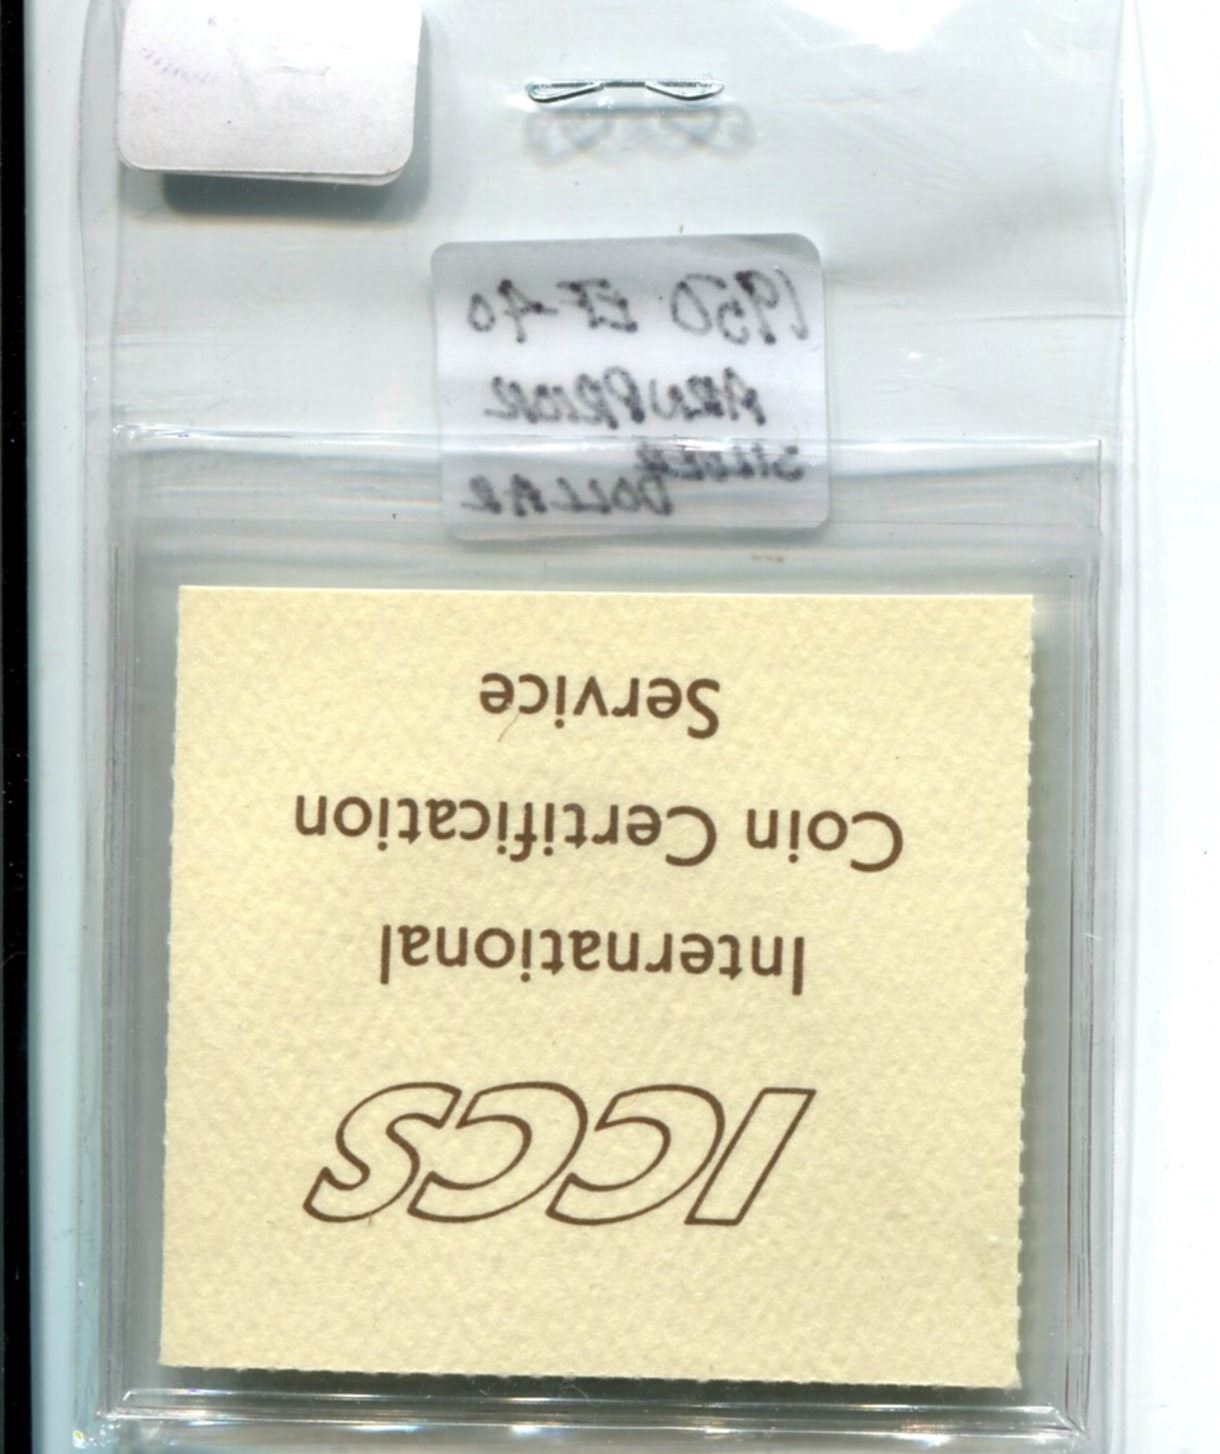 1950 EF-40
ARNPRIOR
SILVER
DOLLAR
ICCS
International
Coin Certification
Service